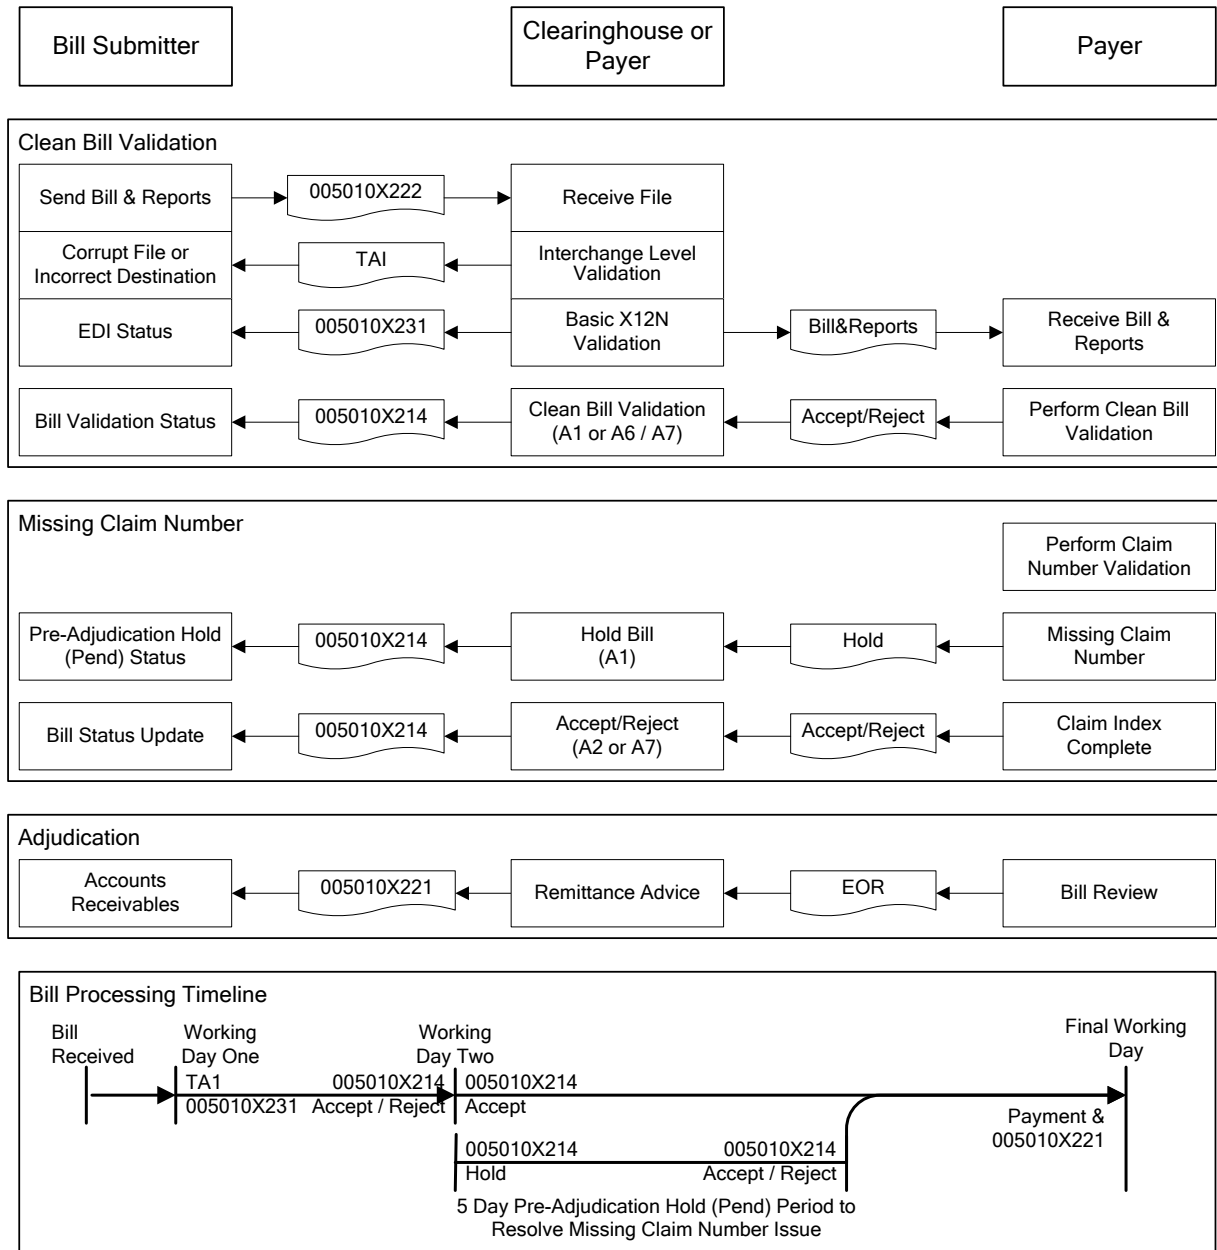 Bill Submitter
Clearinghouse or
Payer
Payer
Clean Bill Validation
Send Bill & Reports
005010X222
Receive File
Corrupt File or
Incorrect Destination
TAI
Interchange Level
Validation
EDI Status
005010X231
Basic X12N
Validation
Bill&Reports
Receive Bill &
Reports
Bill Validation Status
005010X214
Clean Bill Validation
(A1 or A6 / A7)
Accept/Reject
Perform Clean Bill
Validation
Missing Claim Number
Perform Claim
Number Validation
Pre-Adjudication Hold
(Pend) Status
005010X214
Hold Bill
(A1)
Hold
Missing Claim
Number
Bill Status Update
005010X214
Accept/Reject
(A2 or A7)
Accept/Reject
Claim Index
Complete
Adjudication
Accounts
Receivables
005010X221
Remittance Advice
EOR
Bill Review
Bill Processing Timeline
Bill
Received
Working
Day One
Working
Day Two
Final Working
Day
TA1
005010X231
005010X214
Accept / Reject
005010X214
Accept
Payment &
005010X221
005010X214
Hold
005010X214
Accept / Reject
5 Day Pre-Adjudication Hold (Pend) Period to
Resolve Missing Claim Number Issue